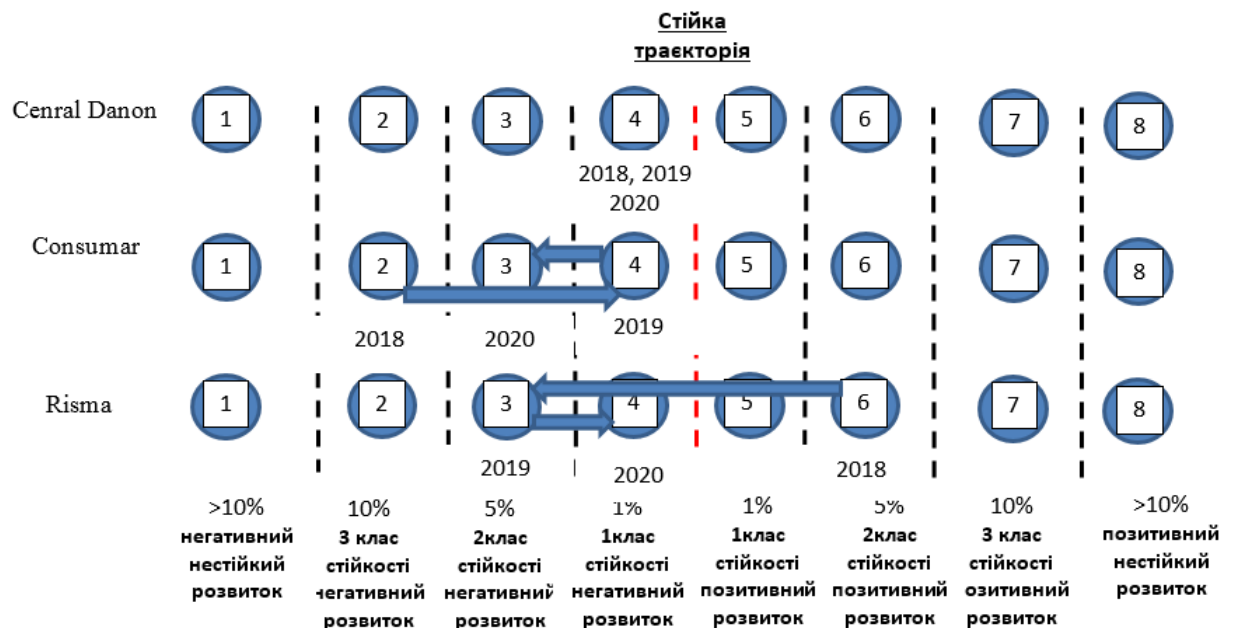 Стійка
траєкторія
Cenral Danon
1 2 3 4 5 6 7 8
2018, 2019
2020
Consumar
1 2 3 4 5 6 7 8
2018 2020 2019
Risma
1 2 3 4 5 6 7 8
2019 2020 2018
>10% 10% 5% 1% 1% 5% 10% >10%
негативний 3 клас 2клас 1клас 1клас 2клас 3 клас позитивний
нестійкий стійкості стійкості стійкості стійкості стійкості стійкості нестійкий
розвиток негативний негативний негативний позитивний позитивний озитивний розвиток
розвиток розвиток розвиток розвиток розвиток розвиток